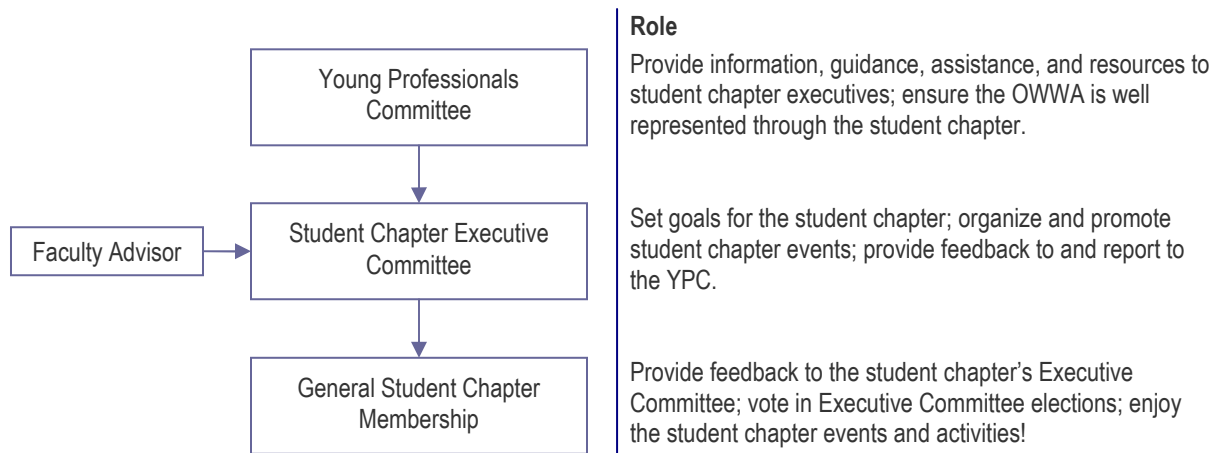 Role
Young Professionals
Committee
Provide information, guidance, assistance, and resources to
student chapter executives; ensure the OWWA is well
represented through the student chapter.
Faculty Advisor
Student Chapter Executive
Committee
Set goals for the student chapter; organize and promote
student chapter events; provide feedback to and report to
the YPC.
General Student Chapter
Membership
Provide feedback to the student chapter’s Executive
Committee; vote in Executive Committee elections; enjoy
the student chapter events and activities!